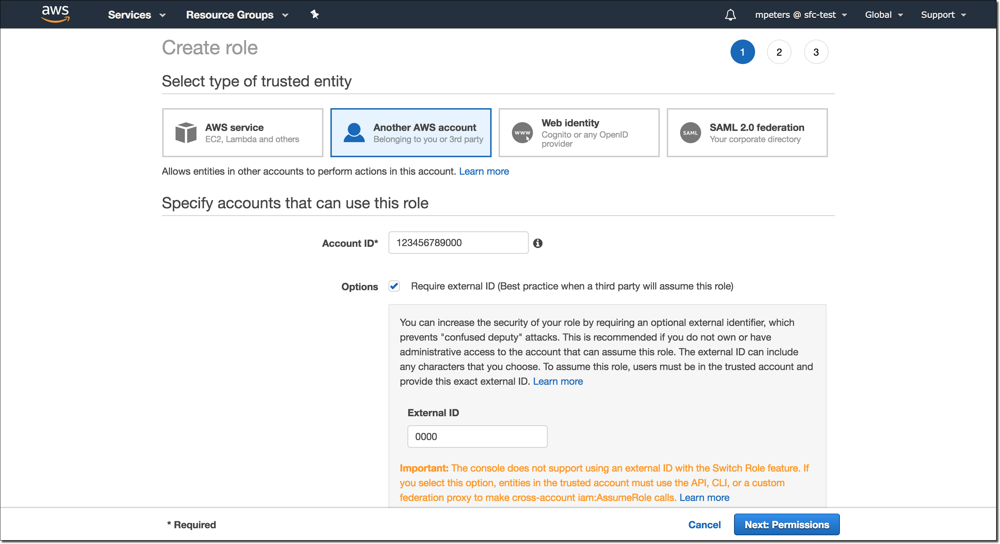 aws Services Resource Groups mpeters @ sfc-test Global Support
Create role
1 2 3
Select type of trusted entity
AWS service
EC2, Lambda and others
Another AWS account
Belonging to you or 3rd party
www
Web identity
Cognito or any OpenID
provider
SAML
SAML 2.0 federation
Your corporate directory
Allows entities in other accounts to perform actions in this account. Learn more
Specify accounts that can use this role
Account ID* 123456789000
Options Require external ID (Best practice when a third party will assume this role)
You can increase the security of your role by requiring an optional external identifier, which
prevents "confused deputy" attacks. This is recommended if you do not own or have
administrative access to the account that can assume this role. The external ID can include
any characters that you choose. To assume this role, users must be in the trusted account and
provide this exact external ID. Learn more
External ID
0000
Important: The console does not support using an external ID with the Switch Role feature. If
you select this option, entities in the trusted account must use the API, CLI, or a custom
federation proxy to make cross-account iam:AssumeRole calls. Learn more
* Required Cancel Next: Permissions